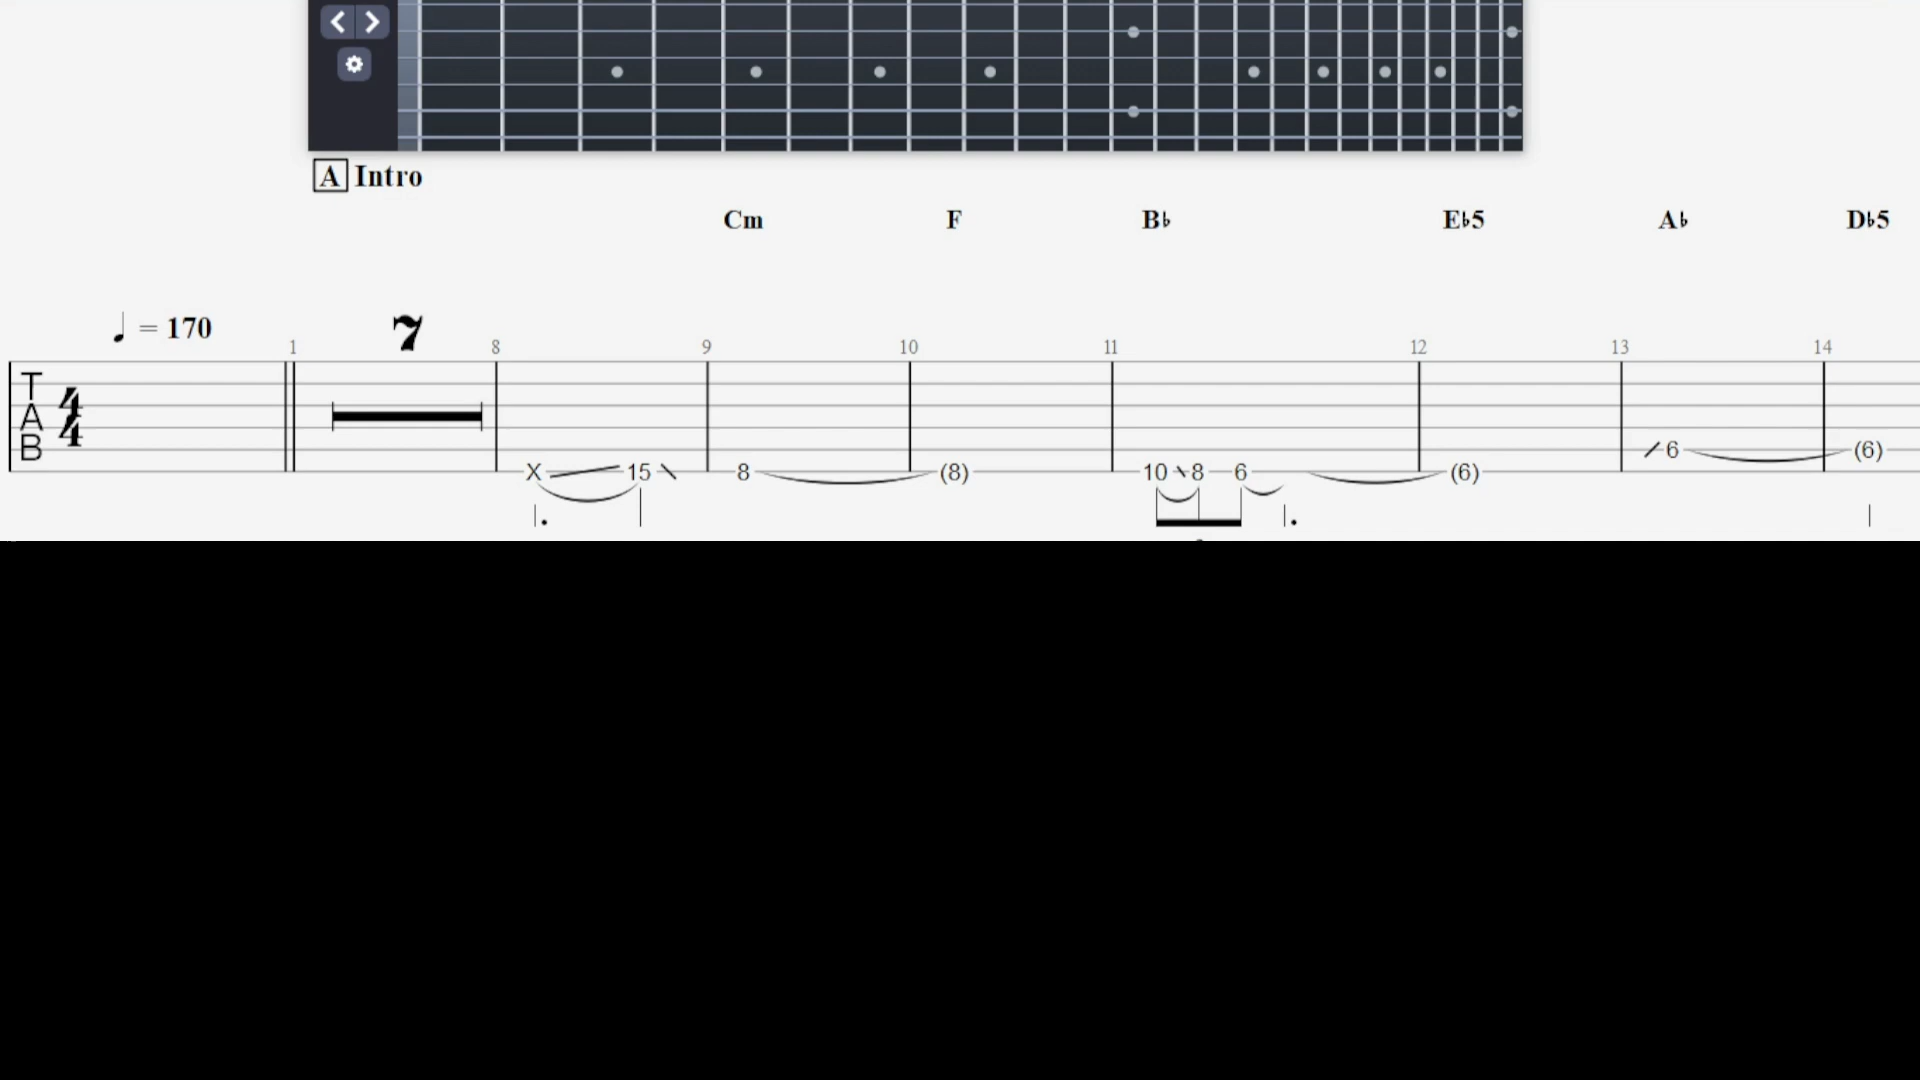 A Intro
Cm F B♭ E♭5 A♭ D♭5
♩ = 170
7
1 8 9 10 11 12 13 14
TAB 4/4
6 (6)
X 15 8 (8) 10 8 6 (6)